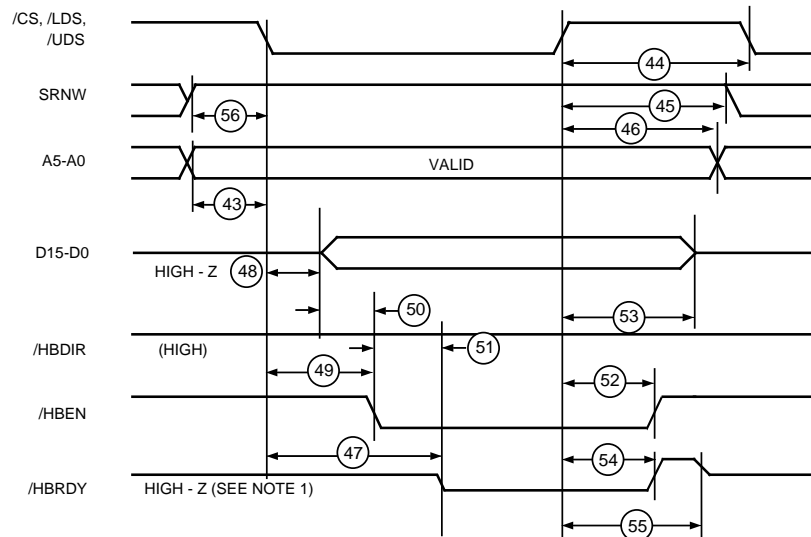 /CS, /LDS,
/UDS
44
SRNW
45
56
46
A5-A0
VALID
43
D15-D0
HIGH - Z
48
50
53
/HBDIR
(HIGH)
51
49
52
/HBEN
47
54
/HBRDY
HIGH - Z (SEE NOTE 1)
55